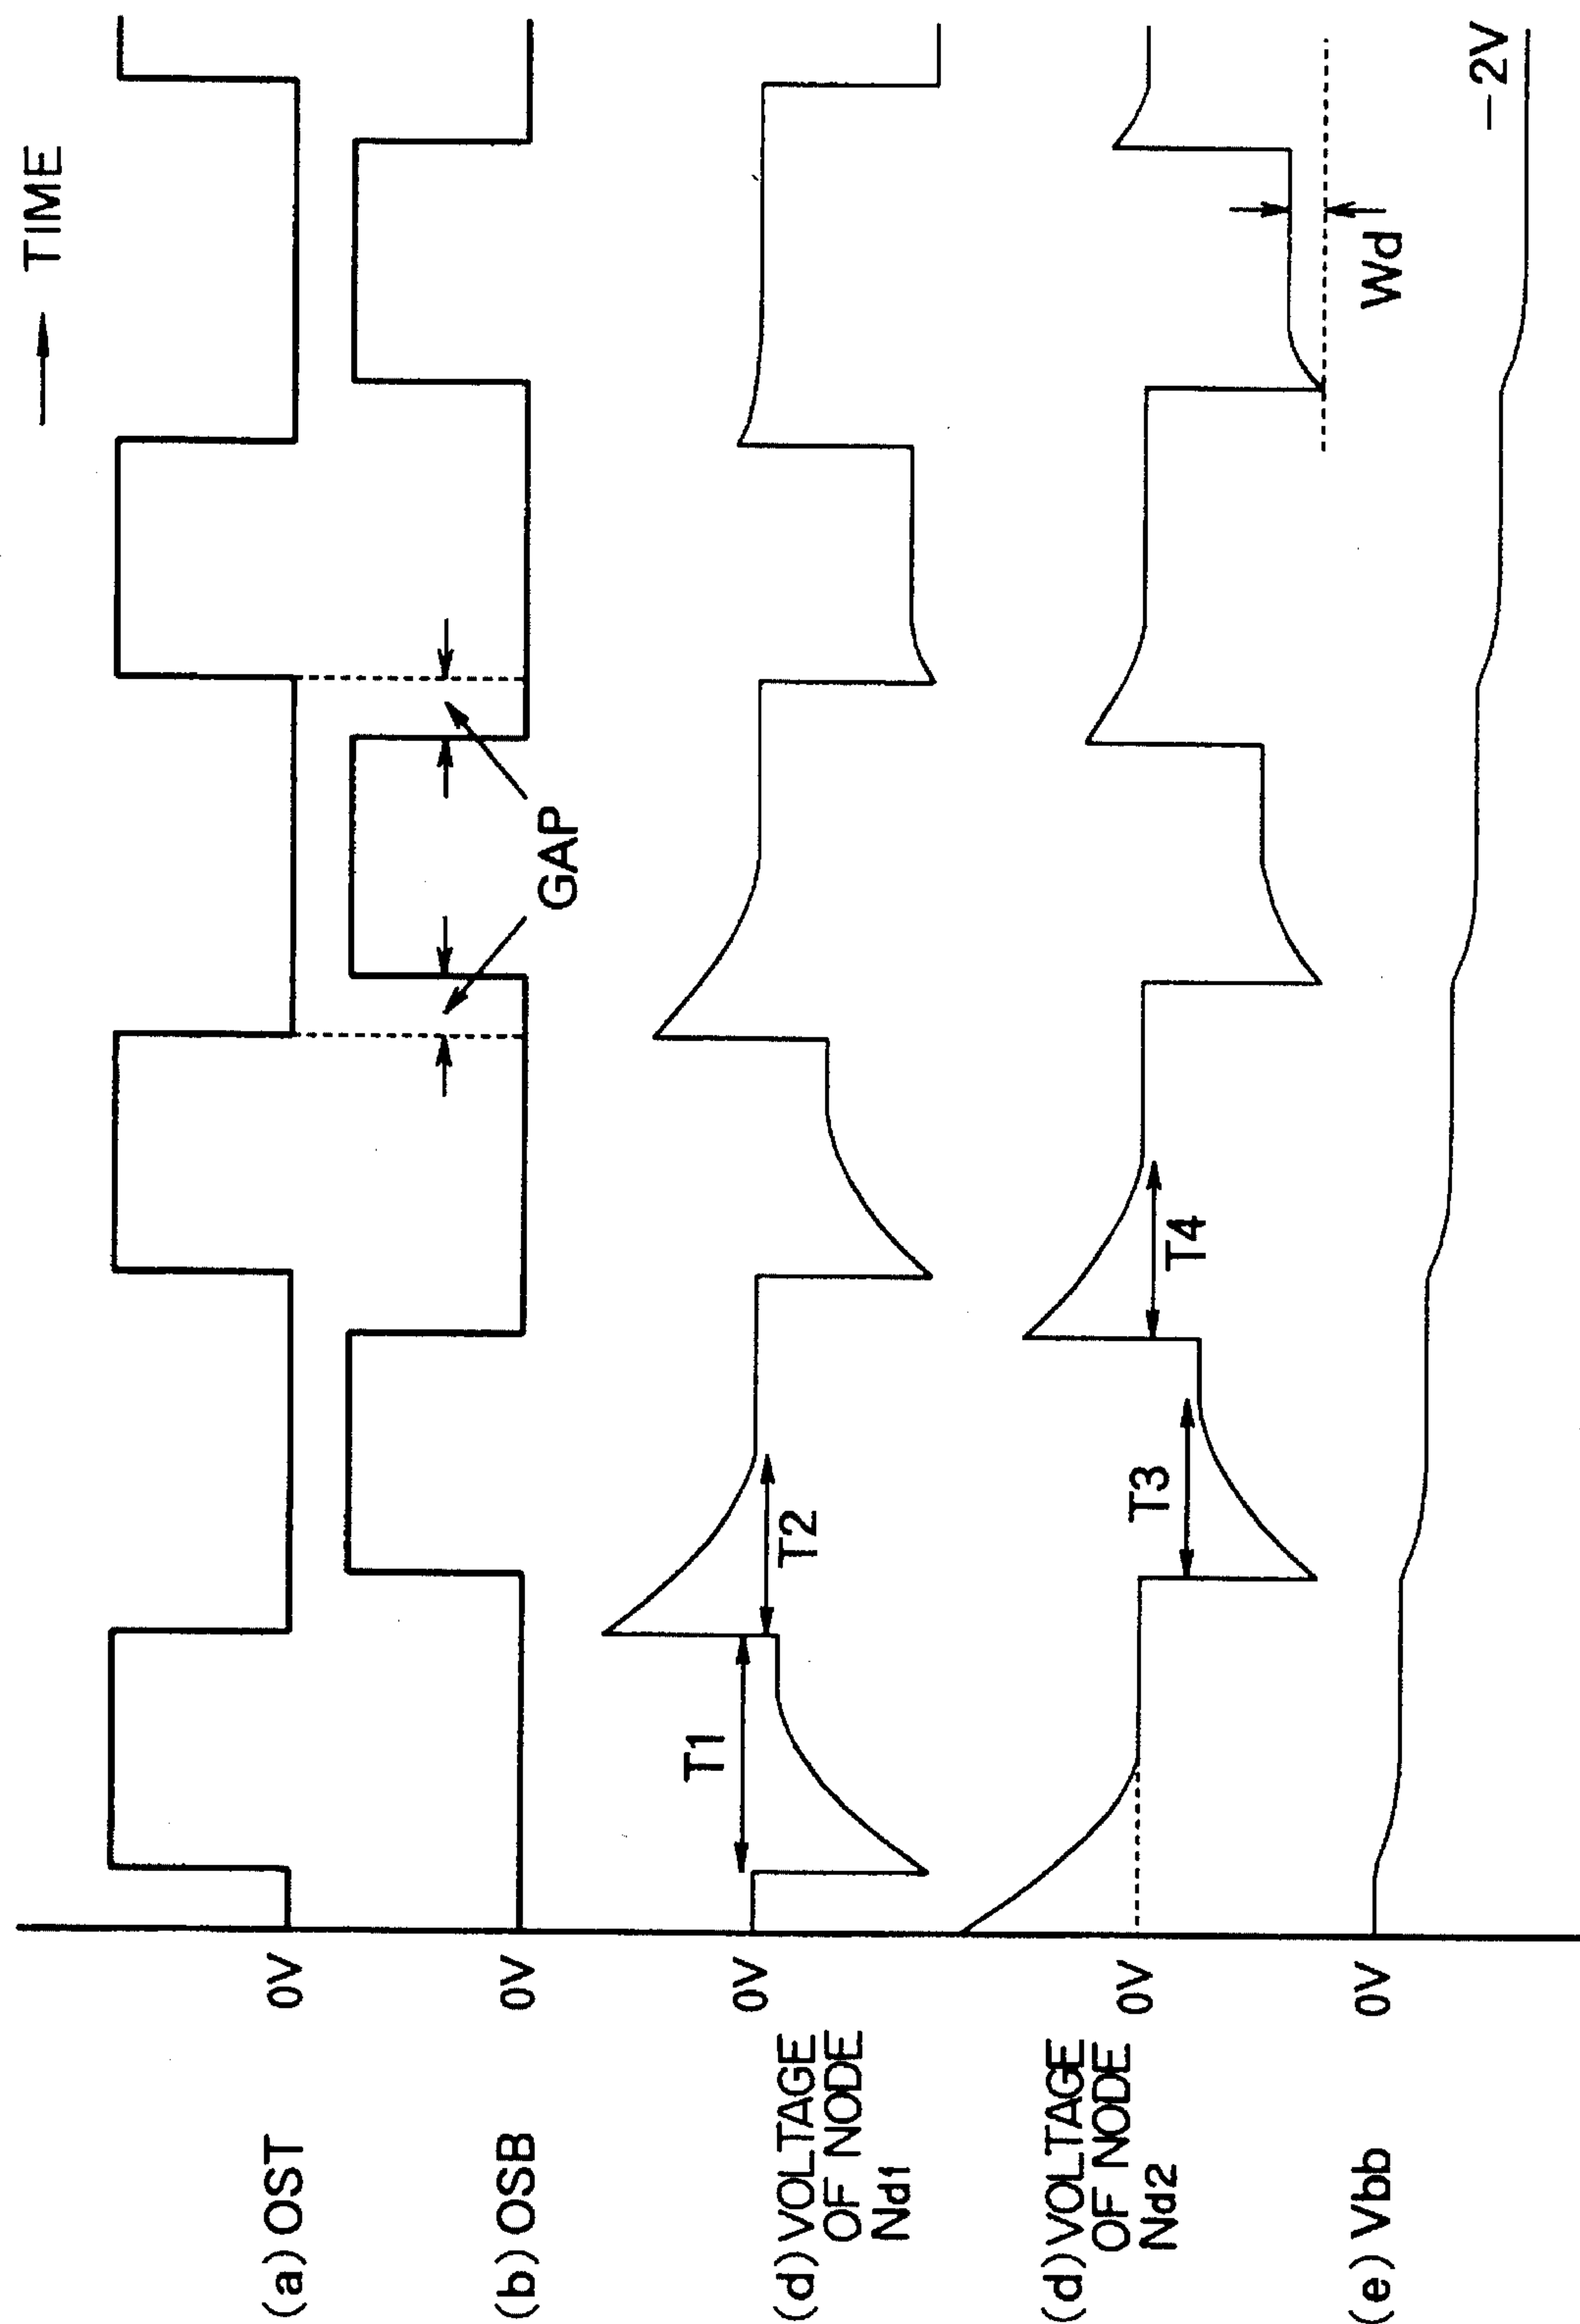 TIME
(a) OST
0V
(b) OSB
0V
GAP
(d) VOLTAGE
OF NODE
Nd1
0V
T1
T2
(d) VOLTAGE
OF NODE
Nd2
0V
T3
T4
Wd
(e) Vbb
0V
-2V